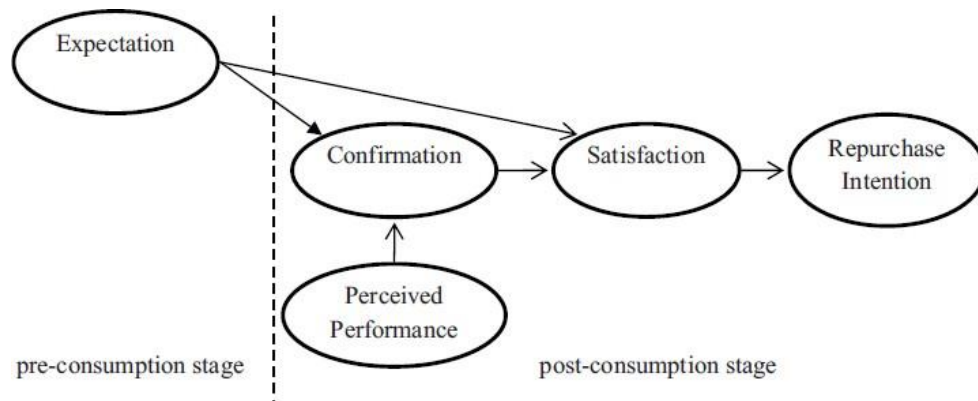 Expectation
Confirmation
Satisfaction
Repurchase
Intention
Perceived
Performance
pre-consumption stage
post-consumption stage